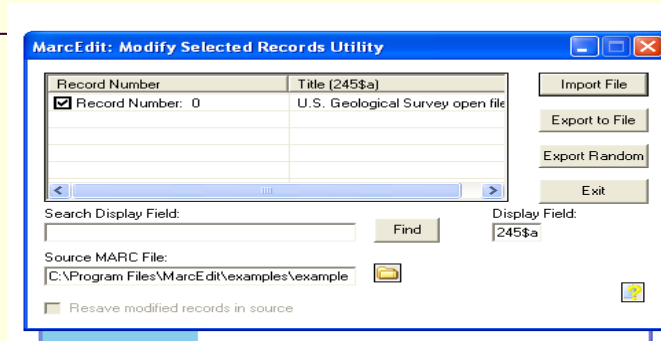 MarcEdit: Modify Selected Records Utility
Record Number Title (245$a) Import File
Record Number: 0 U.S. Geological Survey open file
Export to File
Export Random
Exit
Search Display Field: Display Field:
Find 245$a
Source MARC File:
C:\Program Files\MarcEdit\examples\example
Resave modified records in source